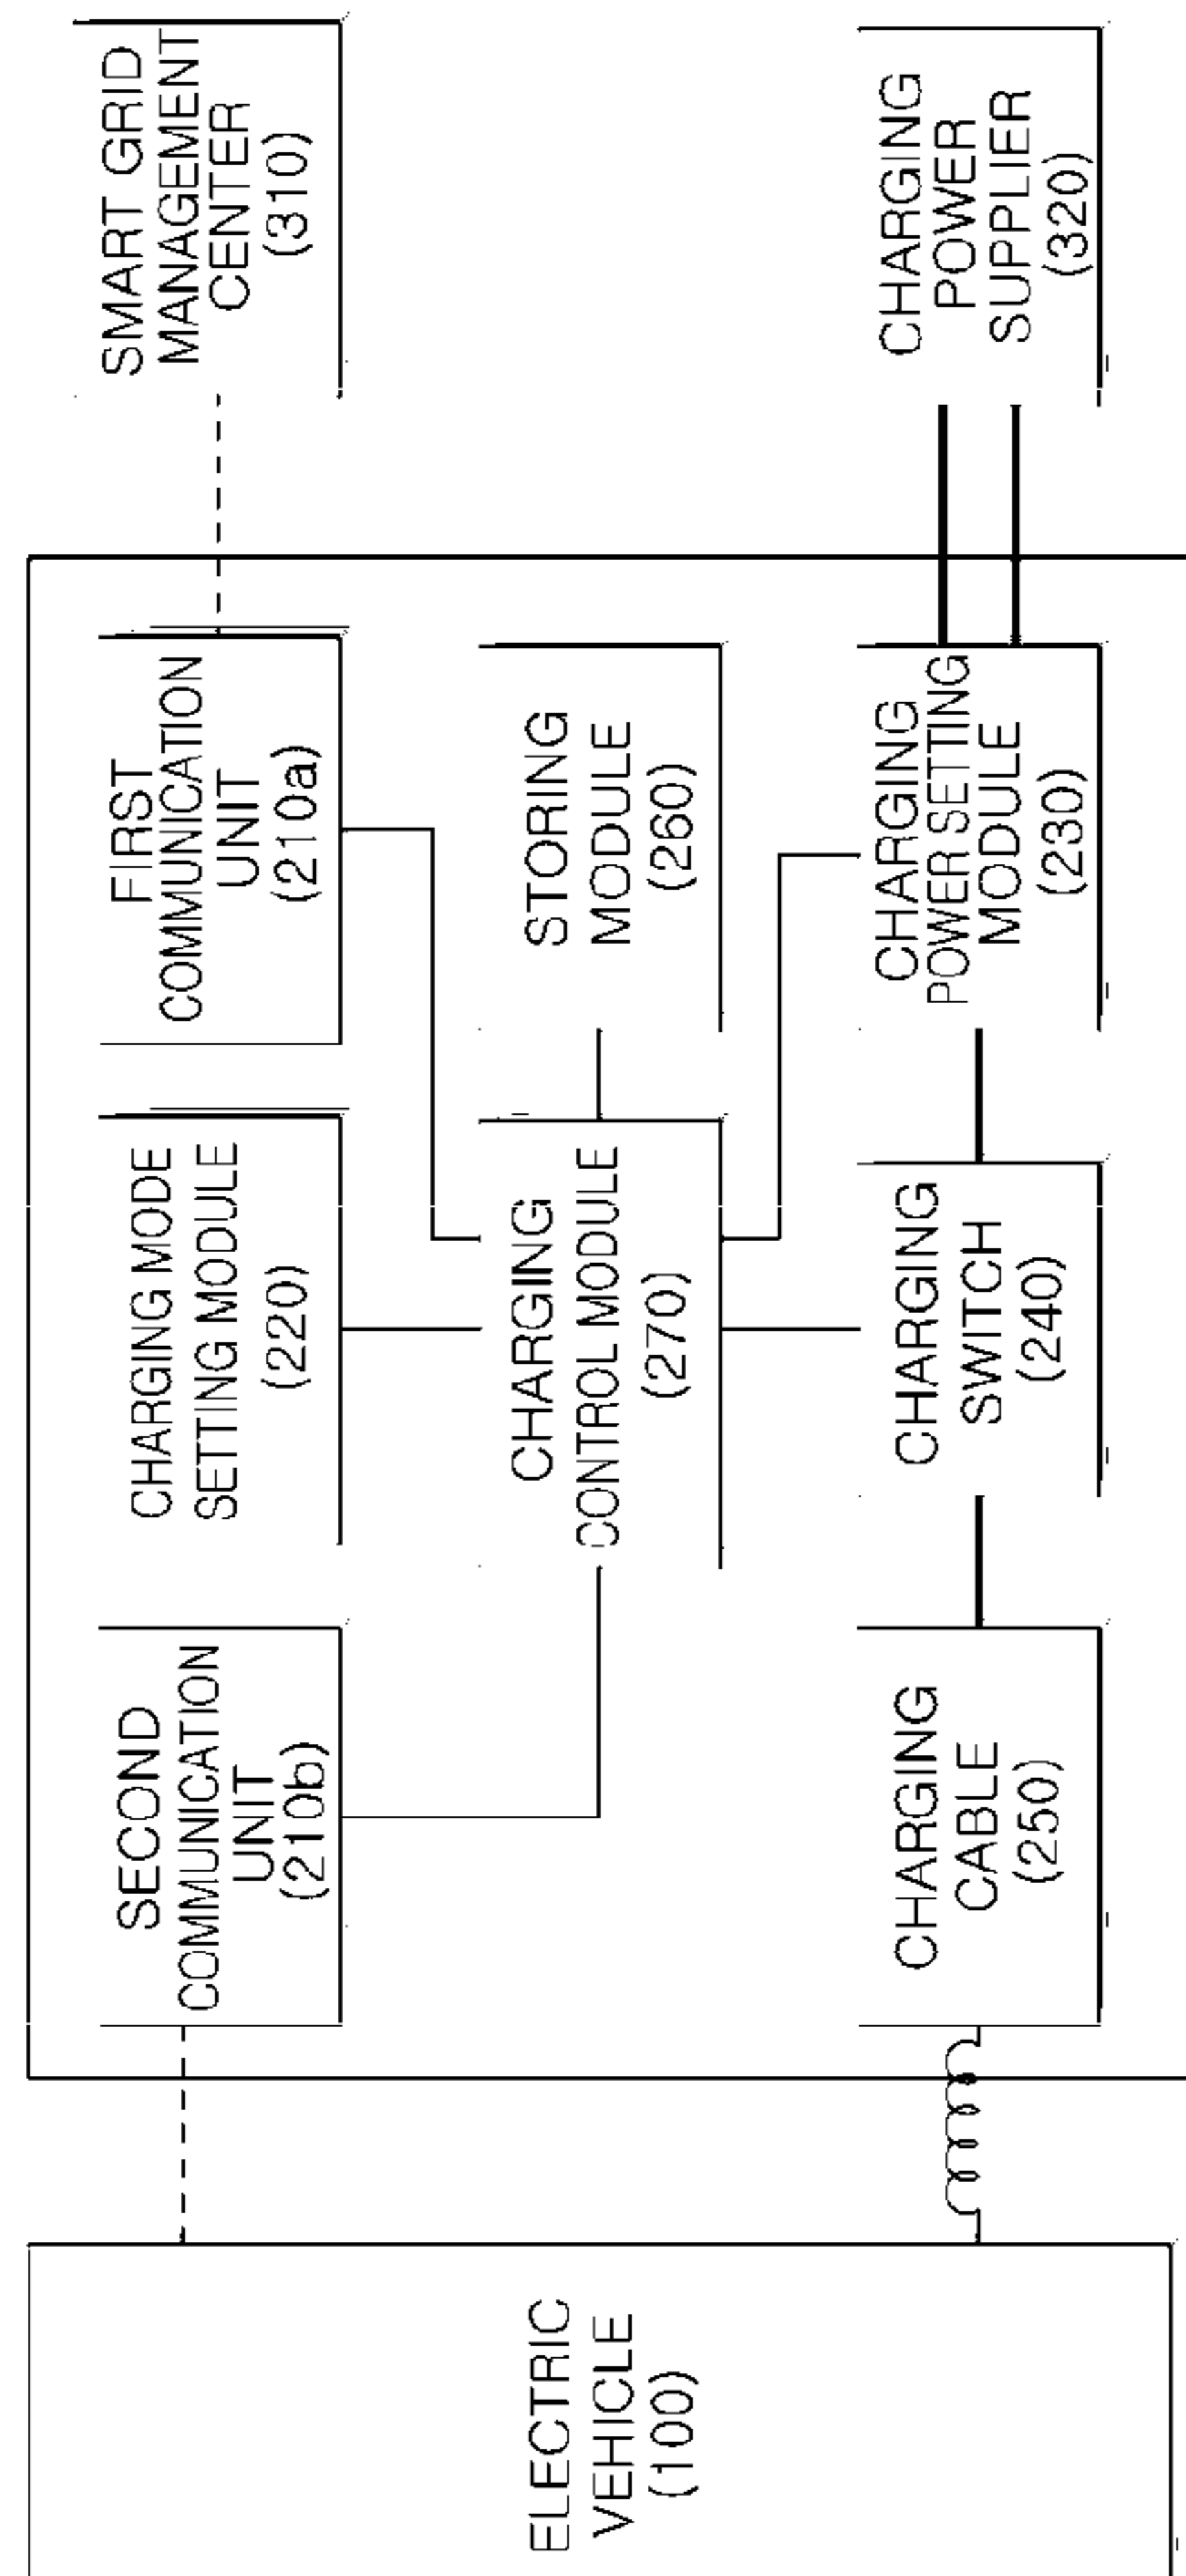 ELECTRIC
VEHICLE
(100)
SECOND
COMMUNICATION
UNIT
(210b)
CHARGING MODE
SETTING MODULE
(220)
FIRST
COMMUNICATION
UNIT
(210a)
SMART GRID
MANAGEMENT
CENTER
(310)
CHARGING
CONTROL MODULE
(270)
STORING
MODULE
(260)
CHARGING
CABLE
(250)
CHARGING
SWITCH
(240)
CHARGING
POWER SETTING
MODULE
(230)
CHARGING
POWER
SUPPLIER
(320)